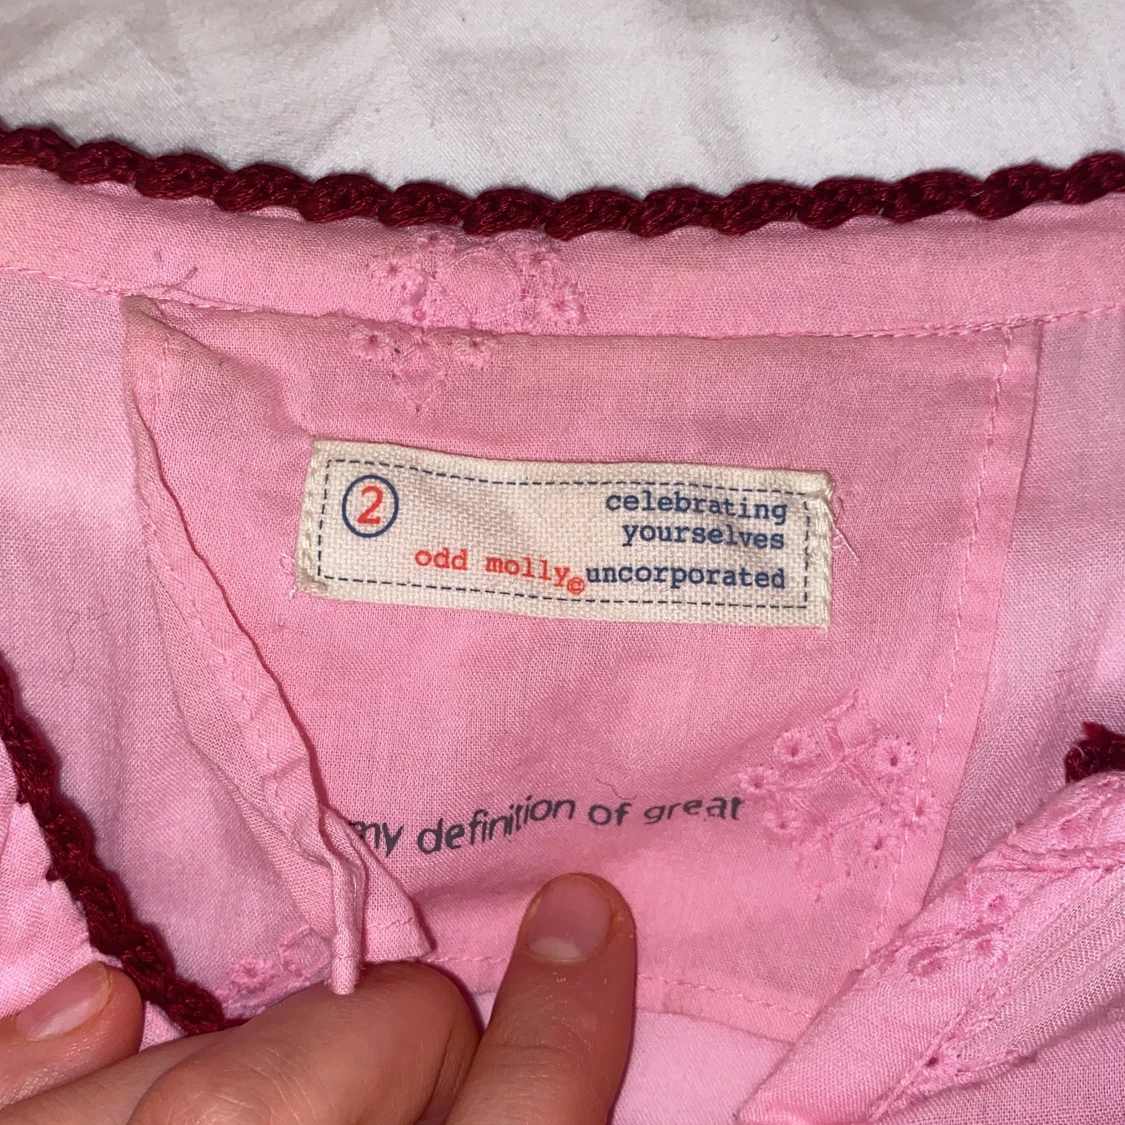 2
celebrating
yourselves
odd molly© uncorporated
my definition of great